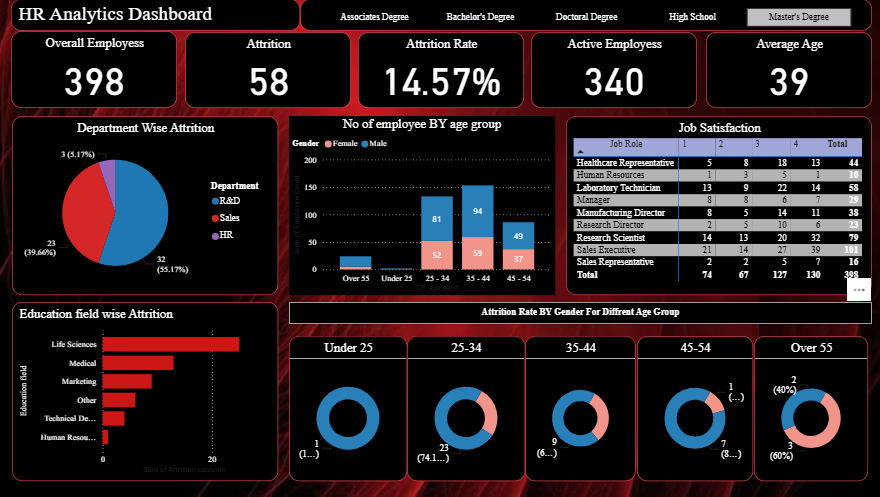 HR Analytics Dashboard
Associates Degree Bachelor's Degree Doctoral Degree High School Master's Degree
Overall Employess Attrition Attrition Rate Active Employess Average Age
398 58 14.57% 340 39
Department Wise Attrition
3 (5.17%)
23
(39.66%)
32
(55.17%)
Department
R&D
Sales
HR
No of employee BY age group
Gender Female Male
Sum of Employee Count
200
150
100
50
0
81 94 49
52 59 37
Over 55 Under 25 25 - 34 35 - 44 45 - 54
CF_age band
Job Satisfaction
Job Role 1 2 3 4 Total
Healthcare Representative 5 8 18 13 44
Human Resources 1 3 5 1 10
Laboratory Technician 13 9 22 14 58
Manager 8 8 6 7 29
Manufacturing Director 8 5 14 11 38
Research Director 2 5 10 6 23
Research Scientist 14 13 20 32 79
Sales Executive 21 14 27 39 101
Sales Representative 2 2 5 7 16
Total 74 67 127 130 398
Education field wise Attrition
Education field
Life Sciences
Medical
Marketing
Other
Technical De...
Human Resou...
0 20
Sum of Attrition column
Attrition Rate BY Gender For Diffrent Age Group
Under 25 25-34 35-44 45-54 Over 55
1
(1...)
23
(74.1...)
9
(6...)
1
(...)
7
(8...)
2
(40%)
3
(60%)